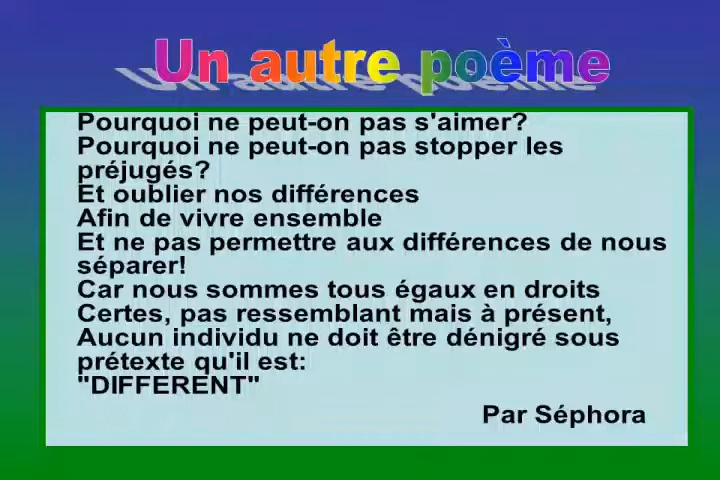 Un autre poème
Pourquoi ne peut-on pas s'aimer?
Pourquoi ne peut-on pas stopper les
préjugés?
Et oublier nos différences
Afin de vivre ensemble
Et ne pas permettre aux différences de nous
séparer!
Car nous sommes tous égaux en droits
Certes, pas ressemblant mais à présent,
Aucun individu ne doit être dénigré sous
prétexte qu'il est:
"DIFFERENT"
Par Séphora